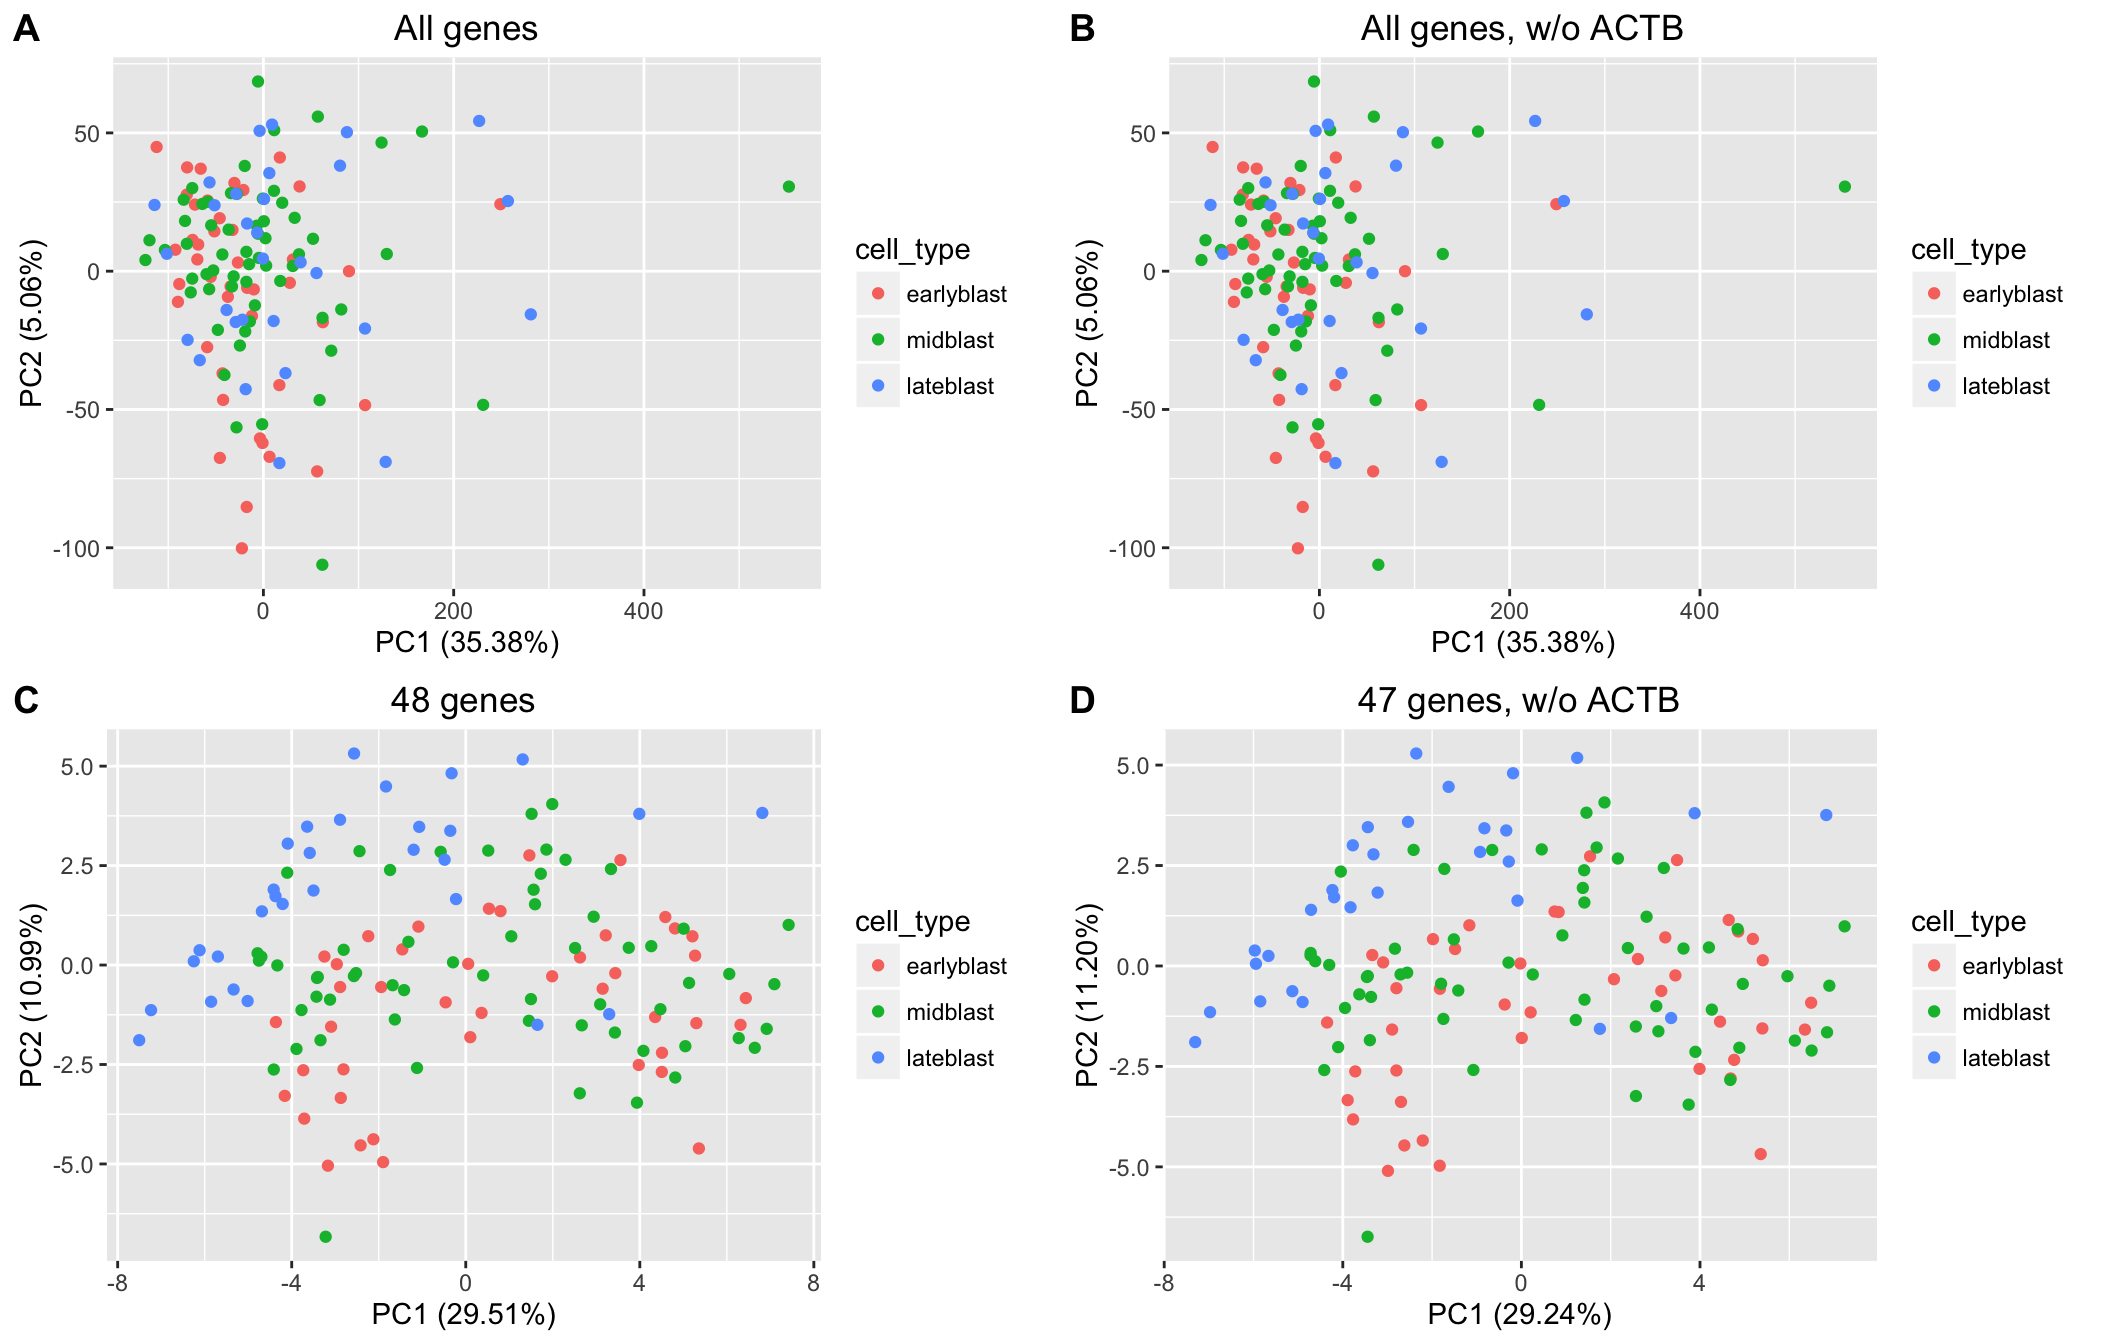 A
All genes
50
0
-50
-100
PC2 (5.06%)
0
200
400
PC1 (35.38%)
cell_type
earlyblast
midblast
lateblast
B
All genes, w/o ACTB
50
0
-50
-100
PC2 (5.06%)
0
200
400
PC1 (35.38%)
cell_type
earlyblast
midblast
lateblast
C
48 genes
5.0
2.5
0.0
-2.5
-5.0
PC2 (10.99%)
-8
-4
0
4
8
PC1 (29.51%)
cell_type
earlyblast
midblast
lateblast
D
47 genes, w/o ACTB
5.0
2.5
0.0
-2.5
-5.0
PC2 (11.20%)
-8
-4
0
4
PC1 (29.24%)
cell_type
earlyblast
midblast
lateblast